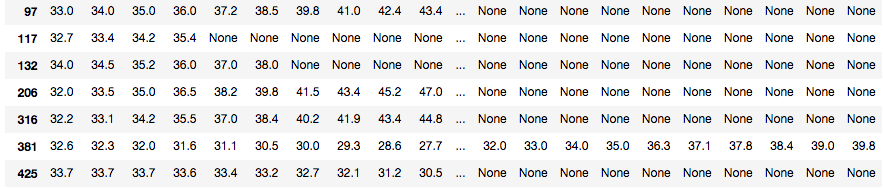 97 33.0 34.0 35.0 36.0 37.2 38.5 39.8 41.0 42.4 43.4 ... None None None None None None None None None None
117 32.7 33.4 34.2 35.4 None None None None None None ... None None None None None None None None None None
132 34.0 34.5 35.2 36.0 37.0 38.0 None None None None ... None None None None None None None None None None
206 32.0 33.5 35.0 36.5 38.2 39.8 41.5 43.4 45.2 47.0 ... None None None None None None None None None None
316 32.2 33.1 34.2 35.5 37.0 38.4 40.2 41.9 43.4 44.8 ... None None None None None None None None None None
381 32.6 32.3 32.0 31.6 31.1 30.5 30.0 29.3 28.6 27.7 ... 32.0 33.0 34.0 35.0 36.3 37.1 37.8 38.4 39.0 39.8
425 33.7 33.7 33.7 33.6 33.4 33.2 32.7 32.1 31.2 30.5 ... None None None None None None None None None None